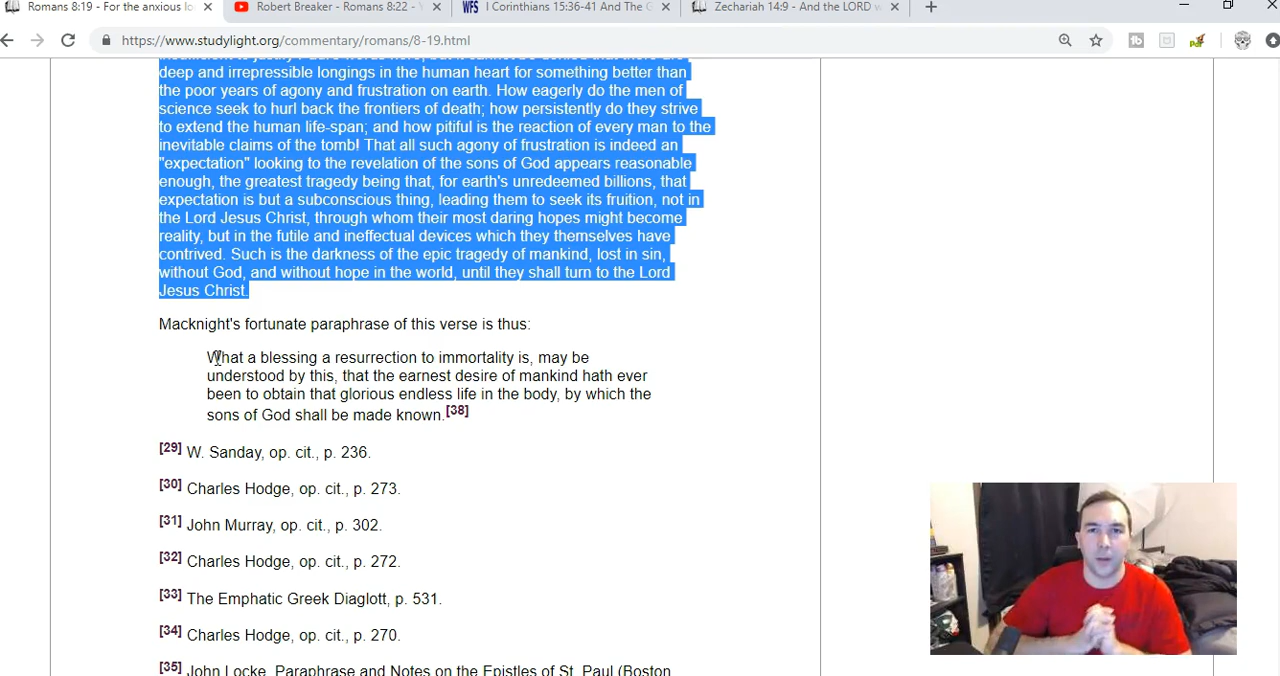 Romans 8:19 - For the anxious lo
Robert Breaker - Romans 8:22 - Y
WFS I Corinthians 15:36-41 And The G
Zechariah 14:9 - And the LORD w
https://www.studylight.org/commentary/romans/8-19.html
deep and irrepressible longings in the human heart for something better than
the poor years of agony and frustration on earth. How eagerly do the men of
science seek to hurl back the frontiers of death; how persistently do they strive
to extend the human life-span; and how pitiful is the reaction of every man to the
inevitable claims of the tomb! That all such agony of frustration is indeed an
"expectation" looking to the revelation of the sons of God appears reasonable
enough, the greatest tragedy being that, for earth's unredeemed billions, that
expectation is but a subconscious thing, leading them to seek its fruition, not in
the Lord Jesus Christ, through whom their most daring hopes might become
reality, but in the futile and ineffectual devices which they themselves have
contrived. Such is the darkness of the epic tragedy of mankind, lost in sin,
without God, and without hope in the world, until they shall turn to the Lord
Jesus Christ.
Macknight's fortunate paraphrase of this verse is thus:
What a blessing a resurrection to immortality is, may be
understood by this, that the earnest desire of mankind hath ever
been to obtain that glorious endless life in the body, by which the
sons of God shall be made known.[38]
[29] W. Sanday, op. cit., p. 236.
[30] Charles Hodge, op. cit., p. 273.
[31] John Murray, op. cit., p. 302.
[32] Charles Hodge, op. cit., p. 272.
[33] The Emphatic Greek Diaglott, p. 531.
[34] Charles Hodge, op. cit., p. 270.
[35] John Locke, Paraphrase and Notes on the Epistles of St. Paul (Boston